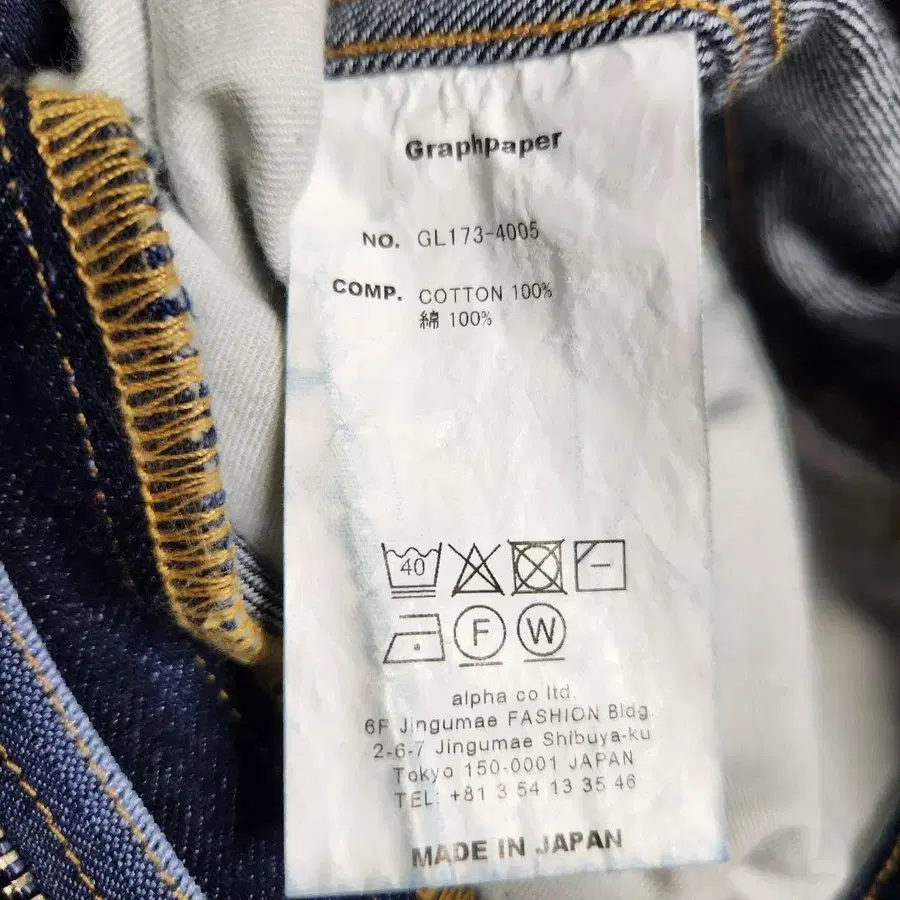 Graphpaper
NO. GL173-4005
COMP. COTTON 100%
綿 100%
40
F W
alpha co ltd.
6F Jingumae FASHION Bldg.
2-6-7 Jingumae Shibuya-ku
Tokyo 150-0001 JAPAN
TEL: +81 3 54 13 35 46
MADE IN JAPAN